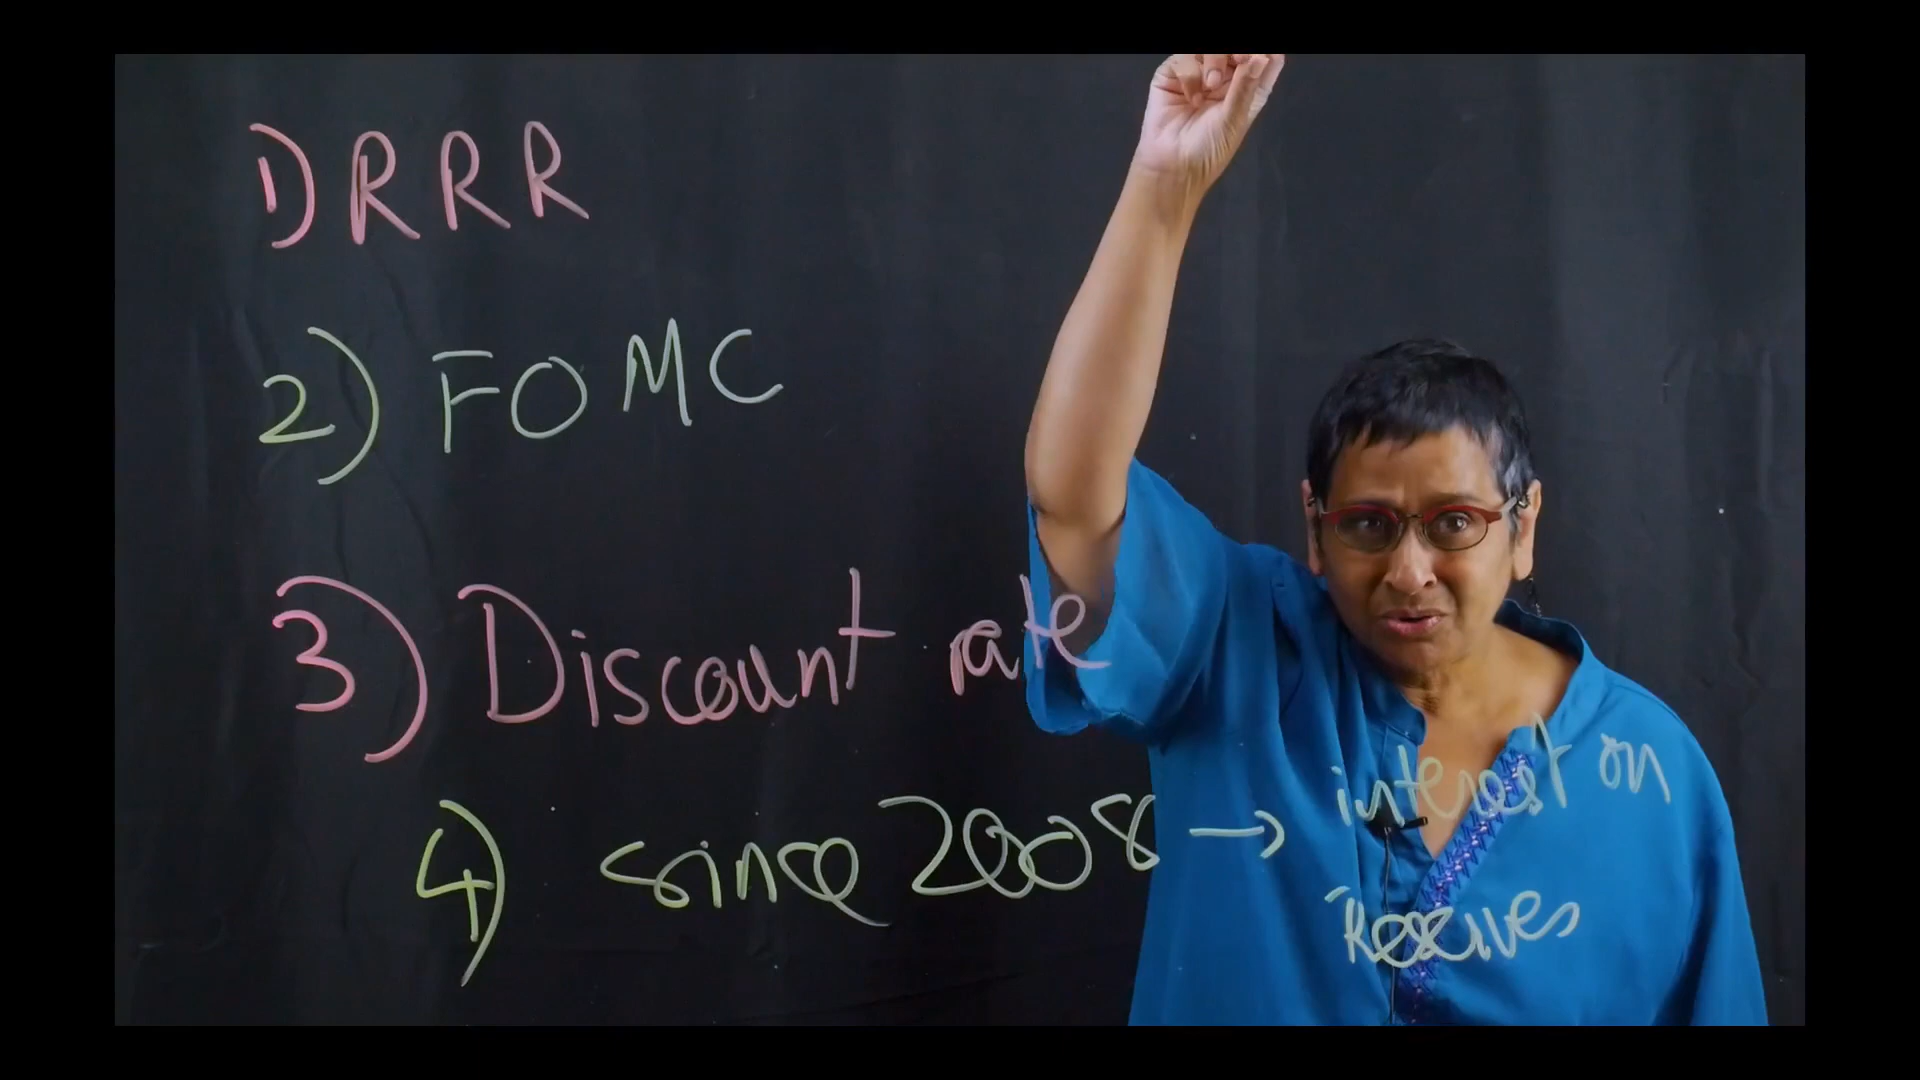 1) RRR
2) FOMC
3) Discount rate
4) since 2008 → interest on
Reserves